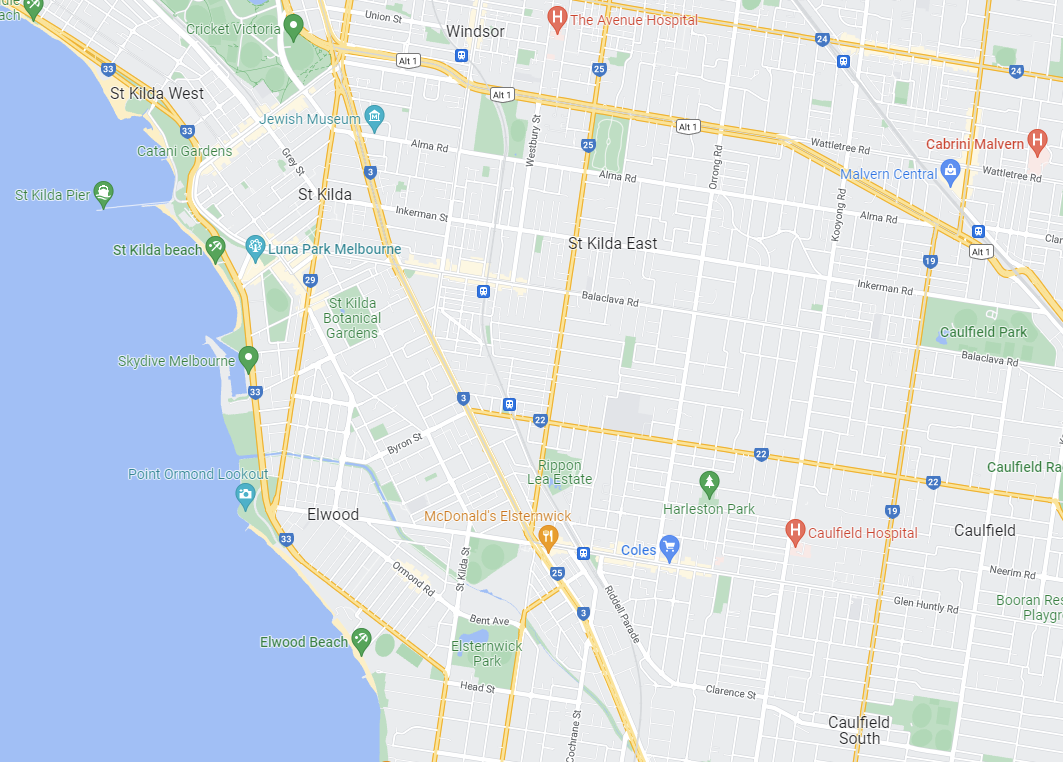 Union St
Windsor
The Avenue Hospital
Cricket Victoria
24
33
Alt 1
25
24
St Kilda West
Alt 1
Jewish Museum
33
Alt 1
Westbury St
Alma Rd
25
Catani Gardens
Grey St
3
Alma Rd
Orrong Rd
Wattletree Rd
Cabrini Malvern
Malvern Central
Wattletree Rd
St Kilda Pier
St Kilda
Inkerman St
Kooyong Rd
Alma Rd
St Kilda beach
Luna Park Melbourne
St Kilda East
Alt 1
19
29
Balaclava Rd
Inkerman Rd
St Kilda
Botanical
Gardens
Caulfield Park
Balaclava Rd
Skydive Melbourne
33
3
22
Byron St
22
Rippon
Lea Estate
Caulfield Ra
22
Point Ormond Lookout
Harleston Park
19
Elwood
McDonald's Elsternwick
Caulfield Hospital
Caulfield
33
Coles
25
Neerim Rd
Ormond Rd
St Kilda St
Riddell Parade
3
Glen Huntly Rd
Booran Res
Playgr
Bent Ave
Elwood Beach
Elsternwick
Park
Head St
Clarence St
Cochrane St
Caulfield
South